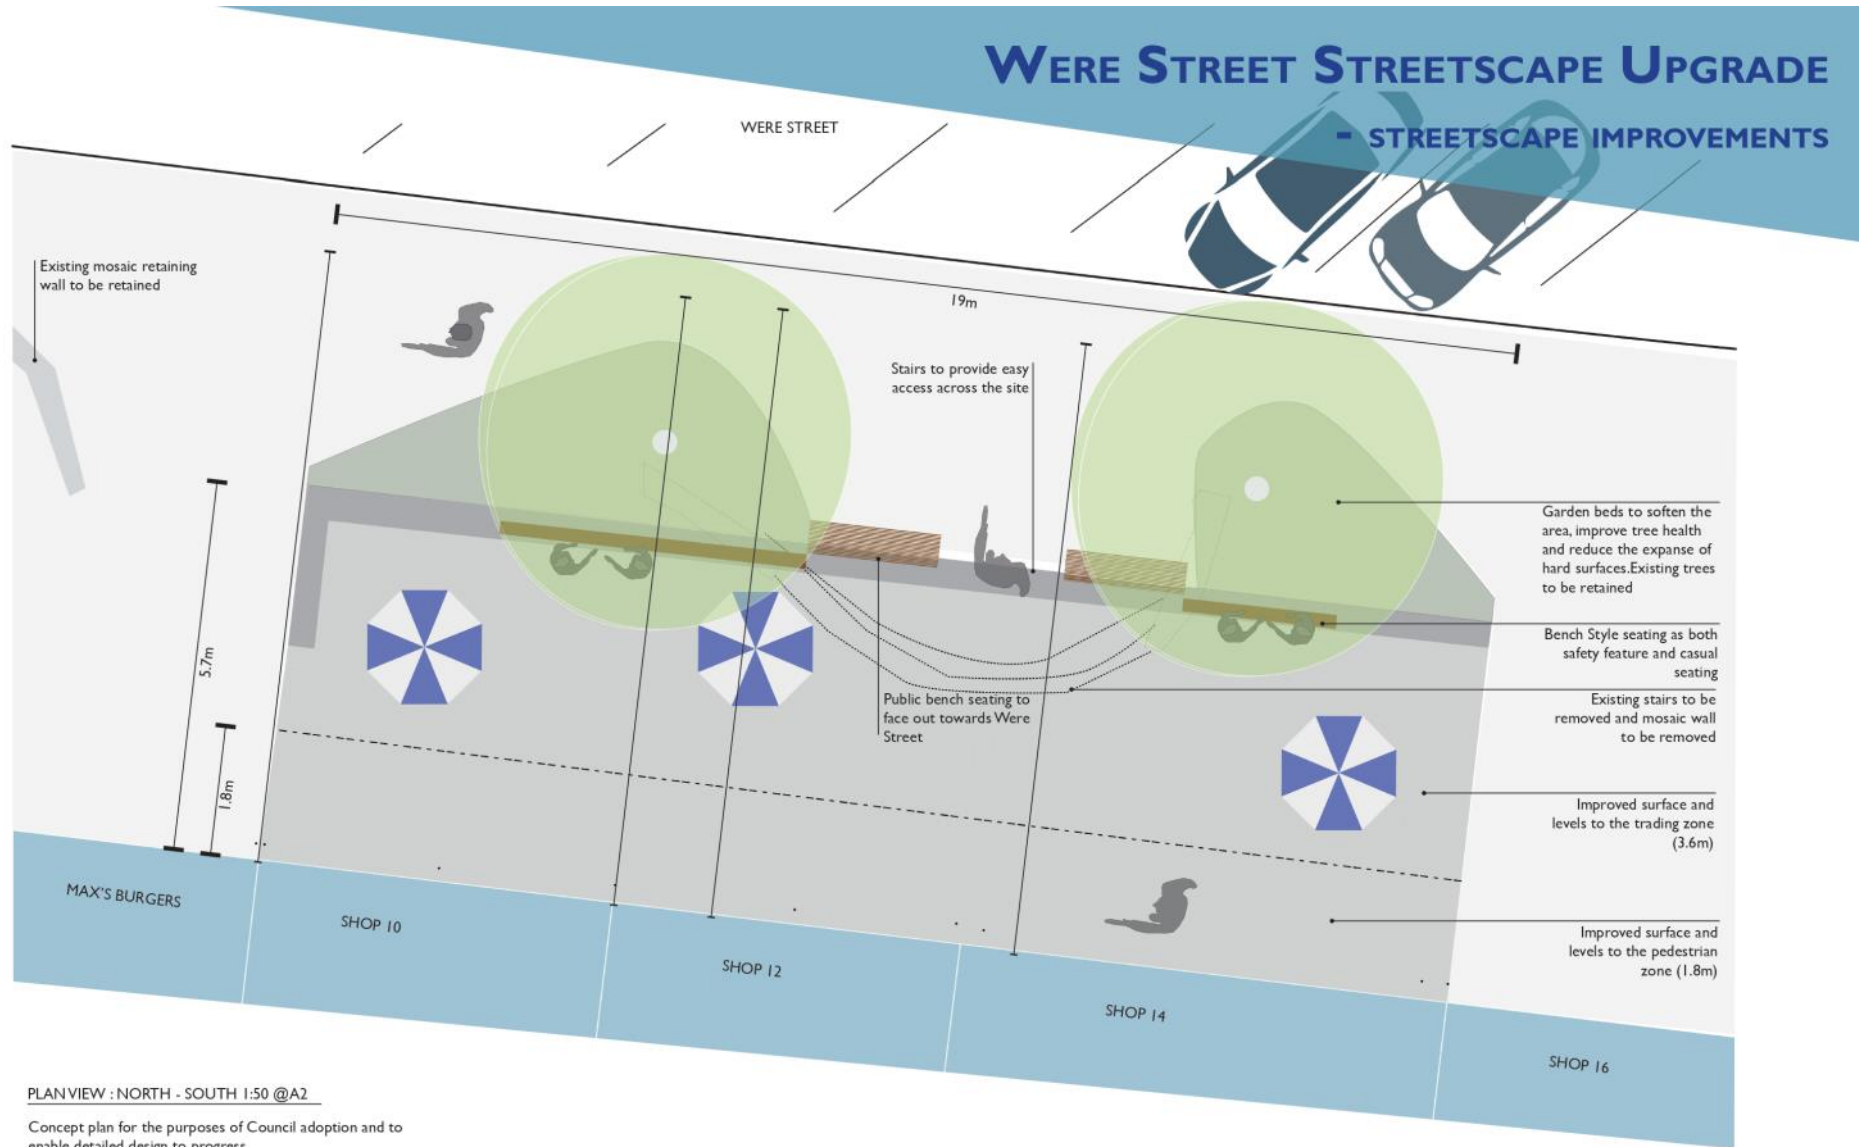 WERE STREET STREETSCAPE UPGRADE
- STREETSCAPE IMPROVEMENTS
WERE STREET
Existing mosaic retaining
wall to be retained
19m
Stairs to provide easy
access across the site
Garden beds to soften the
area, improve tree health
and reduce the expanse of
hard surfaces.Existing trees
to be retained
Bench Style seating as both
safety feature and casual
seating
Public bench seating to
face out towards Were
Street
Existing stairs to be
removed and mosaic wall
to be removed
5.7m
1.8m
Improved surface and
levels to the trading zone
(3.6m)
Improved surface and
levels to the pedestrian
zone (1.8m)
MAX'S BURGERS
SHOP 10
SHOP 12
SHOP 14
SHOP 16
PLAN VIEW : NORTH - SOUTH 1:50 @A2
Concept plan for the purposes of Council adoption and to
enable detailed design to progress